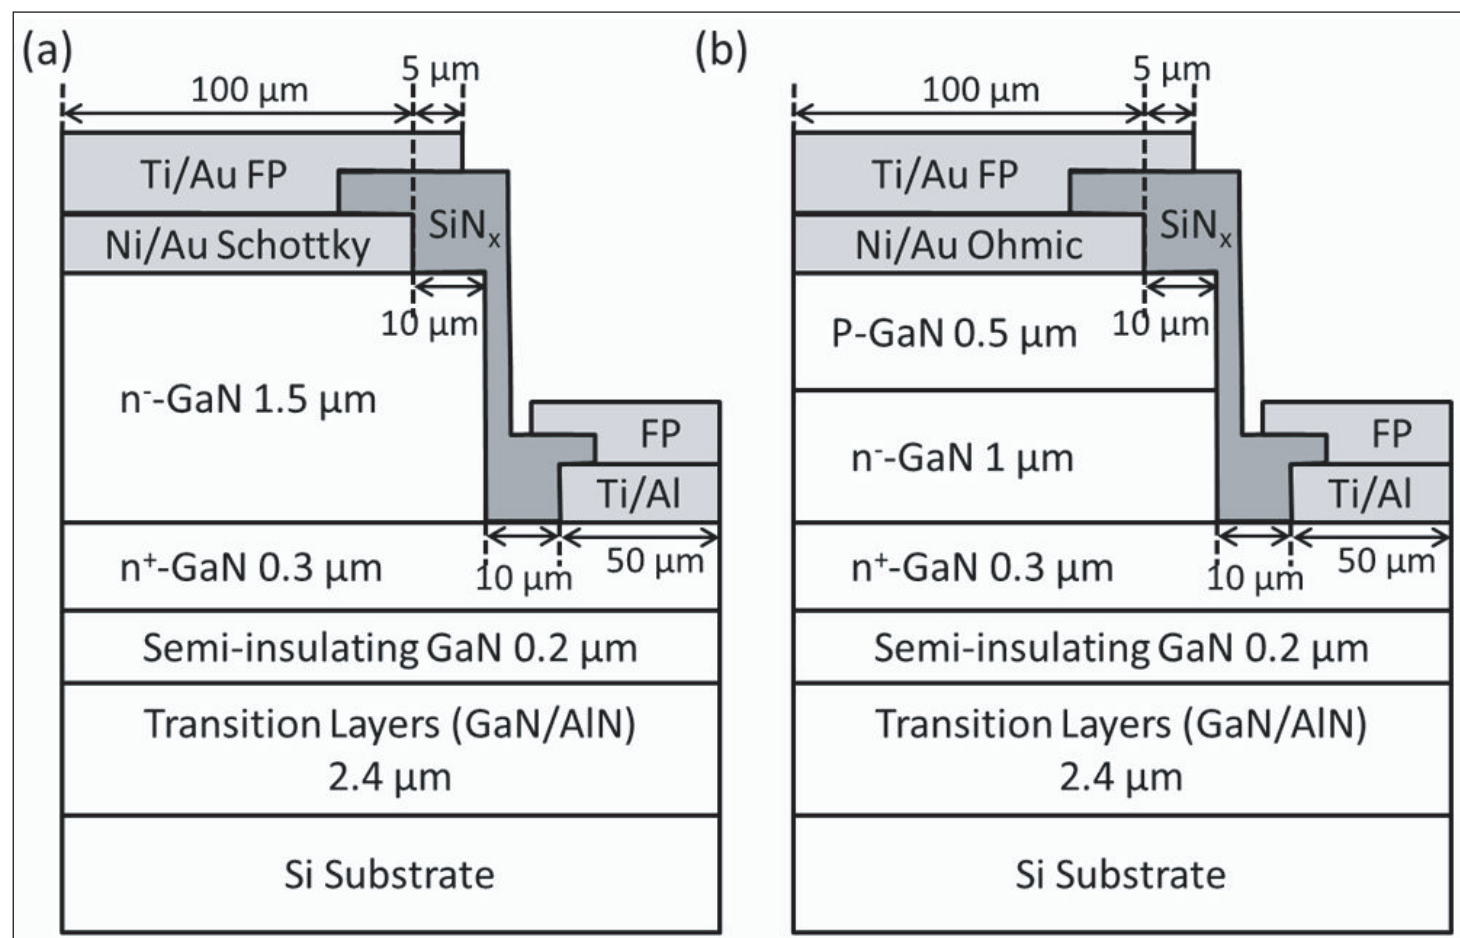 (a)
5 μm
100 μm
Ti/Au FP
SiNx
Ni/Au Schottky
10 μm
n⁻-GaN 1.5 μm
FP
Ti/Al
n⁺-GaN 0.3 μm
10 μm
50 μm
Semi-insulating GaN 0.2 μm
Transition Layers (GaN/AlN)
2.4 μm
Si Substrate
(b)
5 μm
100 μm
Ti/Au FP
SiNx
Ni/Au Ohmic
10 μm
P-GaN 0.5 μm
n⁻-GaN 1 μm
FP
Ti/Al
n⁺-GaN 0.3 μm
10 μm
50 μm
Semi-insulating GaN 0.2 μm
Transition Layers (GaN/AlN)
2.4 μm
Si Substrate